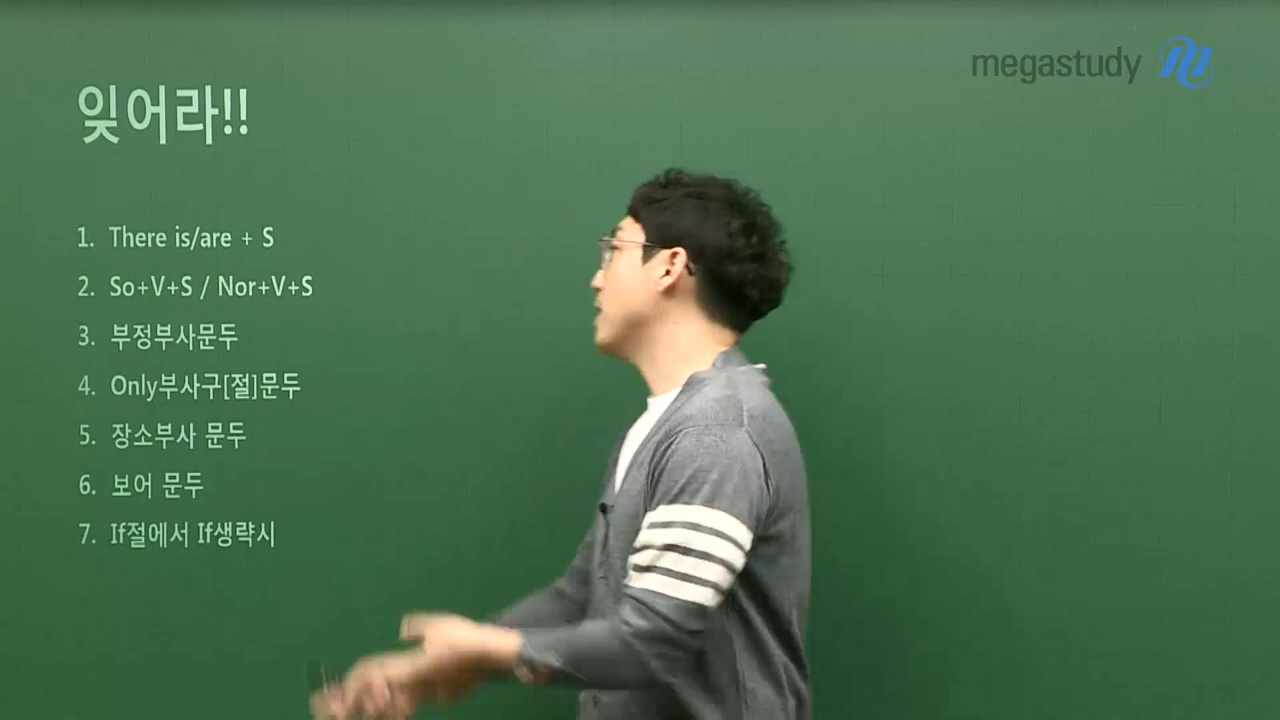 megastudy
잊어라!!
1. There is/are + S
2. So+V+S / Nor+V+S
3. 부정부사문두
4. Only부사구[절]문두
5. 장소부사 문두
6. 보어 문두
7. If절에서 If생략시